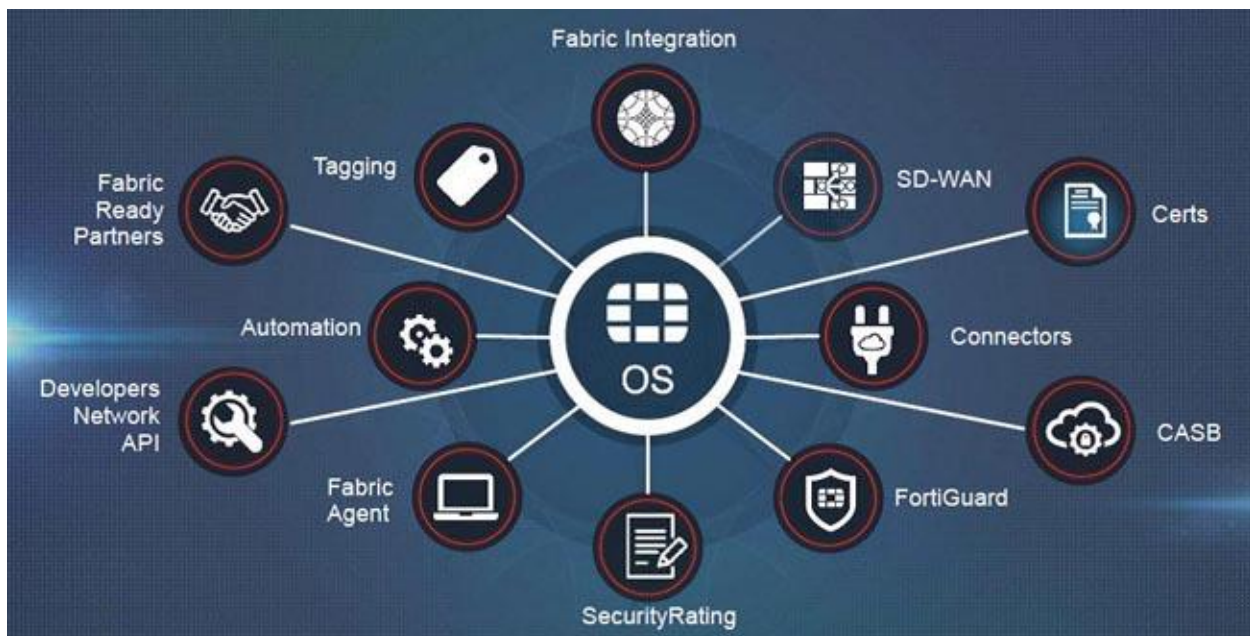 Fabric Integration
Tagging
SD-WAN
Fabric
Ready
Partners
Certs
Automation
OS
Connectors
Developers
Network
API
CASB
Fabric
Agent
FortiGuard
SecurityRating